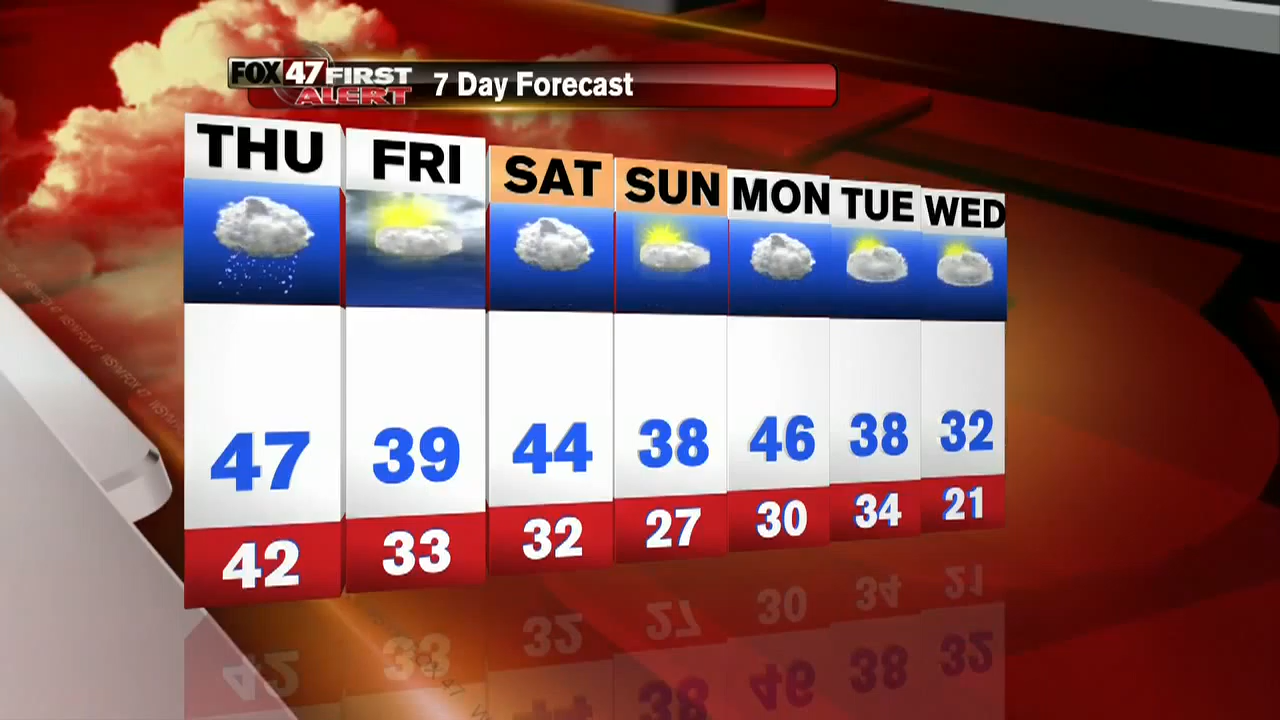 FOX 47 FIRST ALERT
7 Day Forecast
THU FRI SAT SUN MON TUE WED
47 39 44 38 46 38 32
42 33 32 27 30 34 21